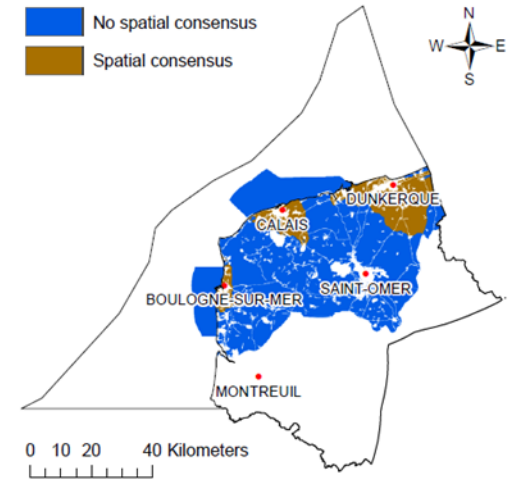 No spatial consensus
Spatial consensus
N
W E
S
DUNKERQUE
CALAIS
SAINT-OMER
BOULOGNE-SUR-MER
MONTREUIL
0 10 20 40 Kilometers